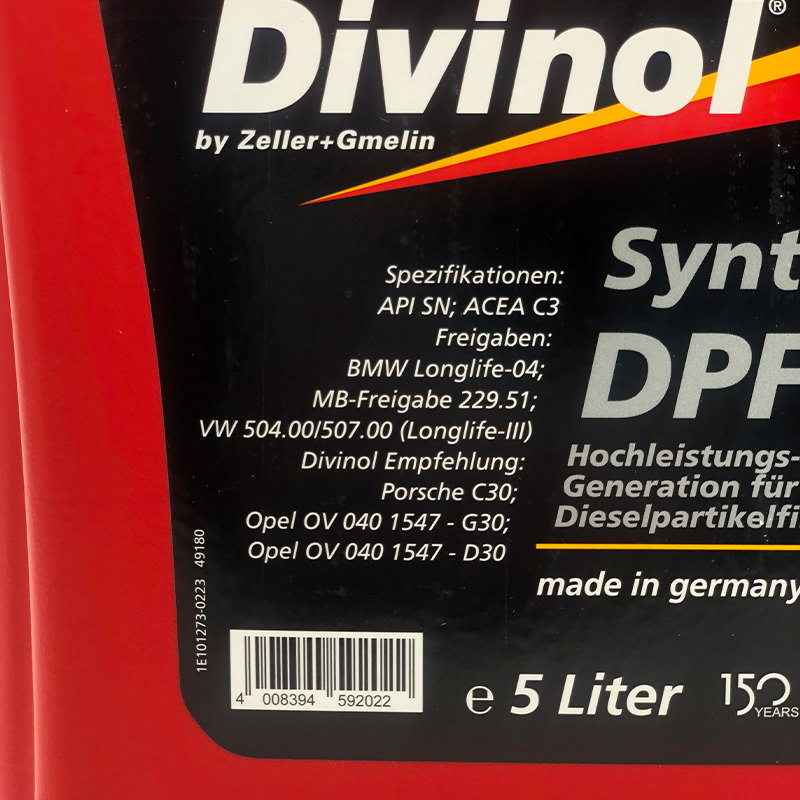 Divinol®
by Zeller+Gmelin
Spezifikationen:
API SN; ACEA C3
Freigaben:
BMW Longlife-04;
MB-Freigabe 229.51;
VW 504.00/507.00 (Longlife-III)
Divinol Empfehlung:
Porsche C30;
Opel OV 040 1547 - G30;
Opel OV 040 1547 - D30
Synt
DPF
Hochleistungs-
Generation für
Dieselpartikelfi
made in germany
1E101273-0223 49180
4 008394 592022
℮ 5 Liter
150
YEARS